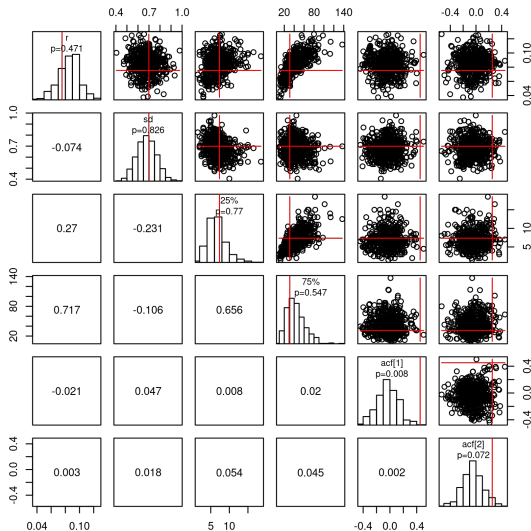 0.4 0.7 1.0
20 60 100 140
-0.4 0.0 0.4
r
p=0.471
0.04 0.10
0.4 0.7 1.0
-0.074
sd
p=0.826
0.27
-0.231
25%
p=0.77
5 10
20 80 140
0.717
-0.106
0.656
75%
p=0.547
-0.021
0.047
0.008
0.02
acf[1]
p=0.008
-0.4 0.0 0.4
-0.4 0.0 0.4
0.003
0.018
0.054
0.045
0.002
acf[2]
p=0.072
0.04 0.10
5 10
-0.4 0.0 0.4